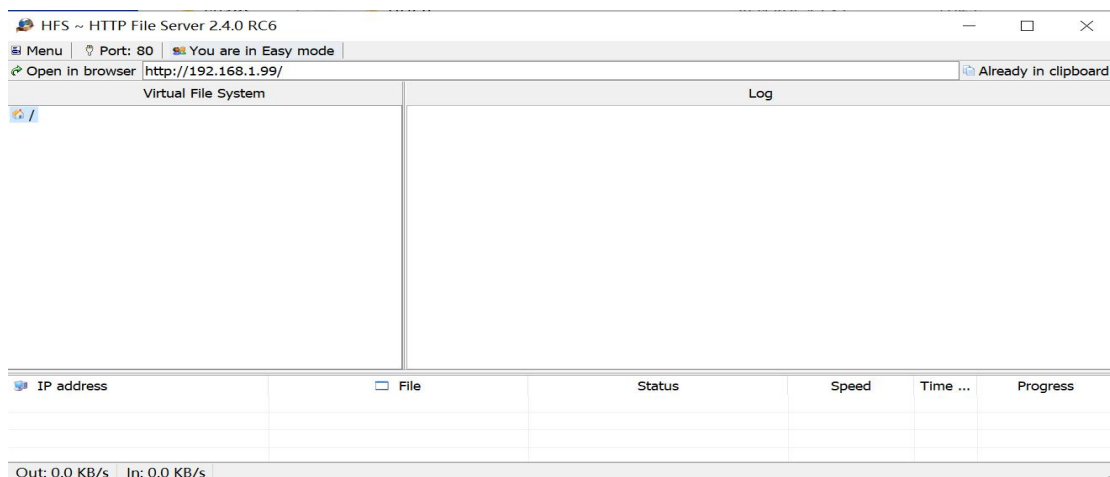 HFS ~ HTTP File Server 2.4.0 RC6
Menu Port: 80 You are in Easy mode
Open in browser http://192.168.1.99/ Already in clipboard
Virtual File System Log
/
IP address File Status Speed Time ... Progress
Out: 0.0 KB/s In: 0.0 KB/s